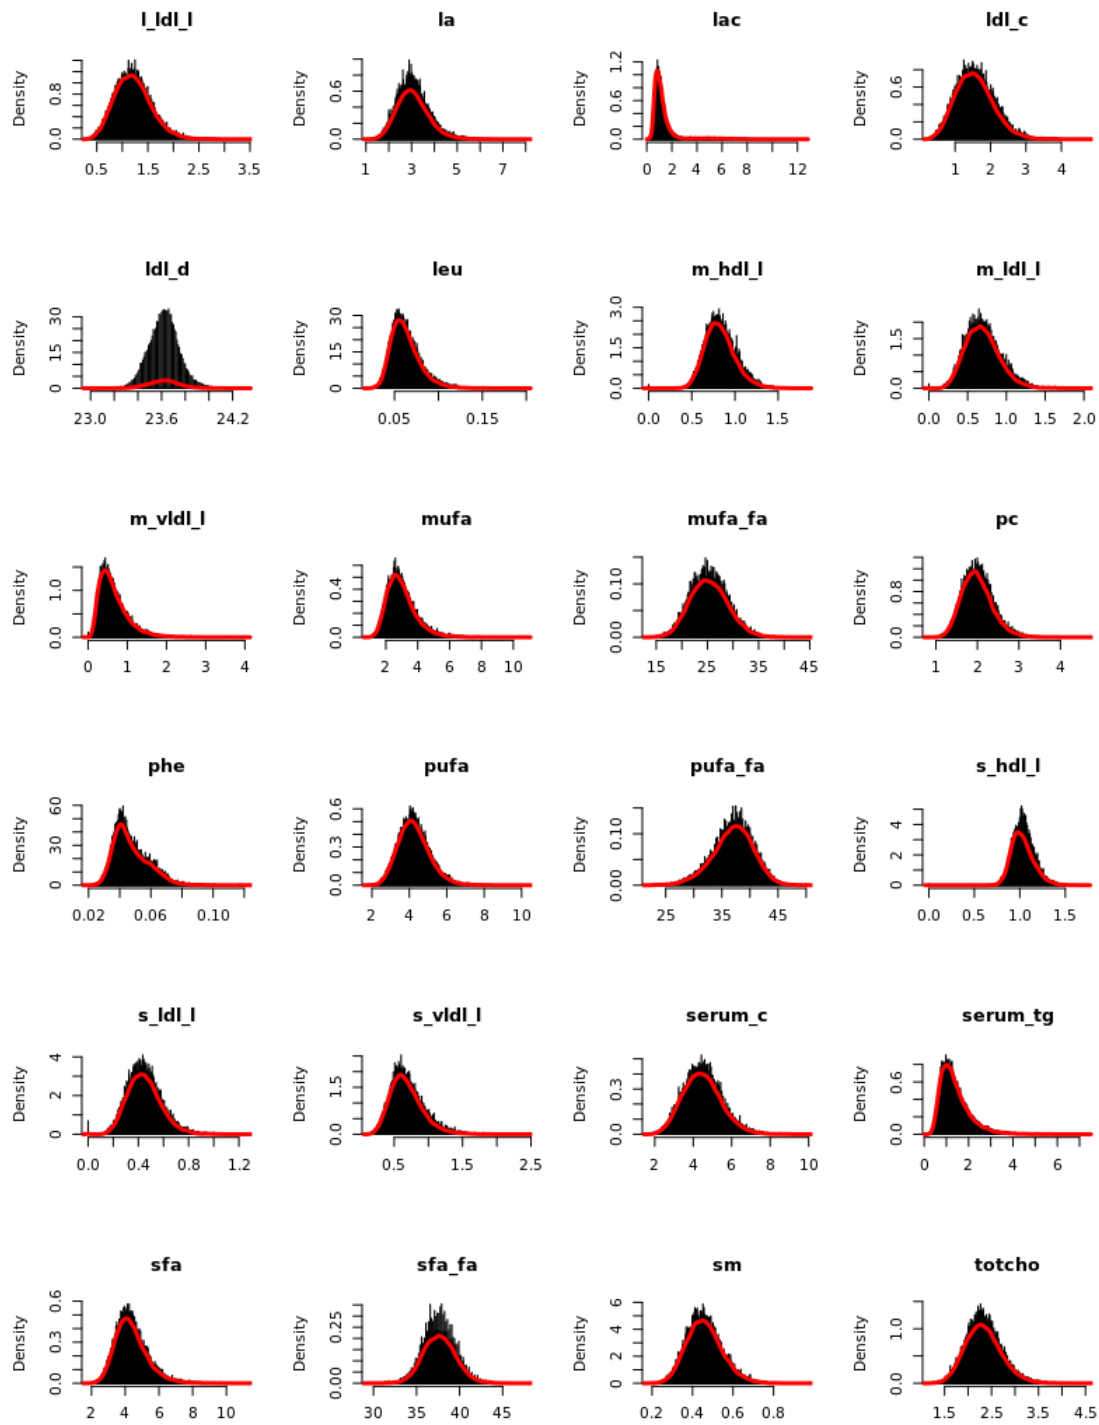 l_ldl_l
la
lac
ldl_c
Density
0.0 0.8
0.5 1.5 2.5 3.5
Density
0.0 0.6
1 3 5 7
Density
0.0 0.3 0.6 0.9 1.2
0 2 4 6 8 12
Density
0.0 0.6
1 2 3 4
ldl_d
leu
m_hdl_l
m_ldl_l
Density
0 15 30
23.0 23.6 24.2
Density
0 15 30
0.05 0.15
Density
0.0 1.5 3.0
0.0 0.5 1.0 1.5
Density
0.0 1.5
0.0 0.5 1.0 1.5 2.0
m_vldl_l
mufa
mufa_fa
pc
Density
0.0 1.0
0 1 2 3 4
Density
0.0 0.4
2 4 6 8 10
Density
0.00 0.10
15 25 35 45
Density
0.0 0.8
1 2 3 4
phe
pufa
pufa_fa
s_hdl_l
Density
0 30 60
0.02 0.06 0.10
Density
0.0 0.3 0.6
2 4 6 8 10
Density
0.00 0.10
25 35 45
Density
0 2 4
0.0 0.5 1.0 1.5
s_ldl_l
s_vldl_l
serum_c
serum_tg
Density
0 2 4
0.0 0.4 0.8 1.2
Density
0.0 1.5
0.5 1.5 2.5
Density
0.0 0.3
2 4 6 8 10
Density
0.0 0.6
0 2 4 6
sfa
sfa_fa
sm
totcho
Density
0.0 0.3 0.6
2 4 6 8 10
Density
0.00 0.25
30 35 40 45
Density
0 2 4 6
0.2 0.4 0.6 0.8
Density
0.0 1.0
1.5 2.5 3.5 4.5